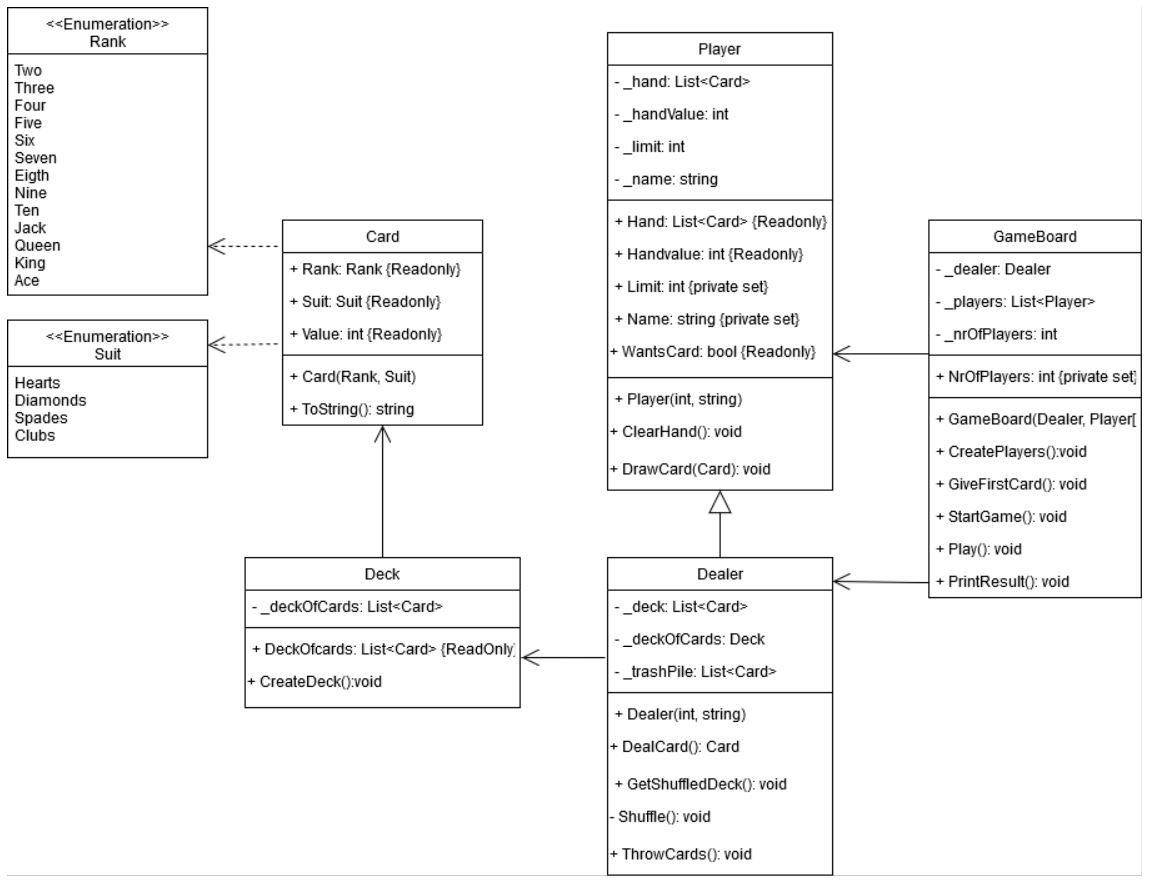 <<Enumeration>>
Rank
Two
Three
Four
Five
Six
Seven
Eigth
Nine
Ten
Jack
Queen
King
Ace
<<Enumeration>>
Suit
Hearts
Diamonds
Spades
Clubs
Card
+ Rank: Rank {Readonly}
+ Suit: Suit {Readonly}
+ Value: int {Readonly}
+ Card(Rank, Suit)
+ ToString(): string
Deck
- _deckOfCards: List<Card>
+ DeckOfcards: List<Card> {ReadOnly}
+ CreateDeck():void
Player
- _hand: List<Card>
- _handValue: int
- _limit: int
- _name: string
+ Hand: List<Card> {Readonly}
+ Handvalue: int {Readonly}
+ Limit: int {private set}
+ Name: string {private set}
+ WantsCard: bool {Readonly}
+ Player(int, string)
+ ClearHand(): void
+ DrawCard(Card): void
Dealer
- _deck: List<Card>
- _deckOfCards: Deck
- _trashPile: List<Card>
+ Dealer(int, string)
+ DealCard(): Card
+ GetShuffledDeck(): void
- Shuffle(): void
+ ThrowCards(): void
GameBoard
- _dealer: Dealer
- _players: List<Player>
- _nrOfPlayers: int
+ NrOfPlayers: int {private set}
+ GameBoard(Dealer, Player[
+ CreatePlayers():void
+ GiveFirstCard(): void
+ StartGame(): void
+ Play(): void
+ PrintResult(): void